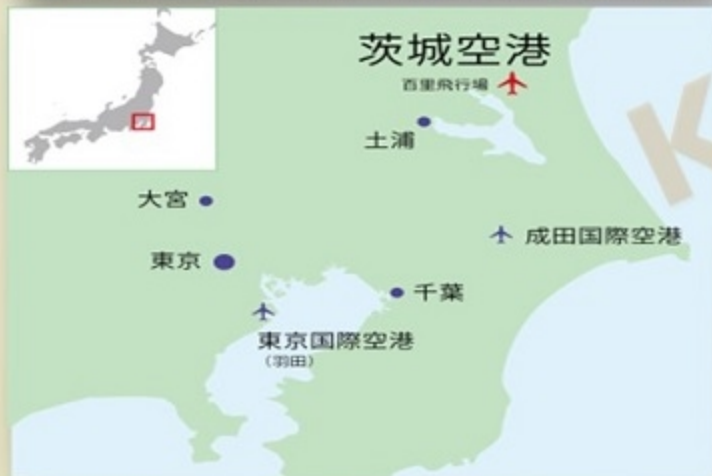 茨城空港
百里飛行場
土浦
大宮
成田国際空港
東京
千葉
東京国際空港
（羽田）
K